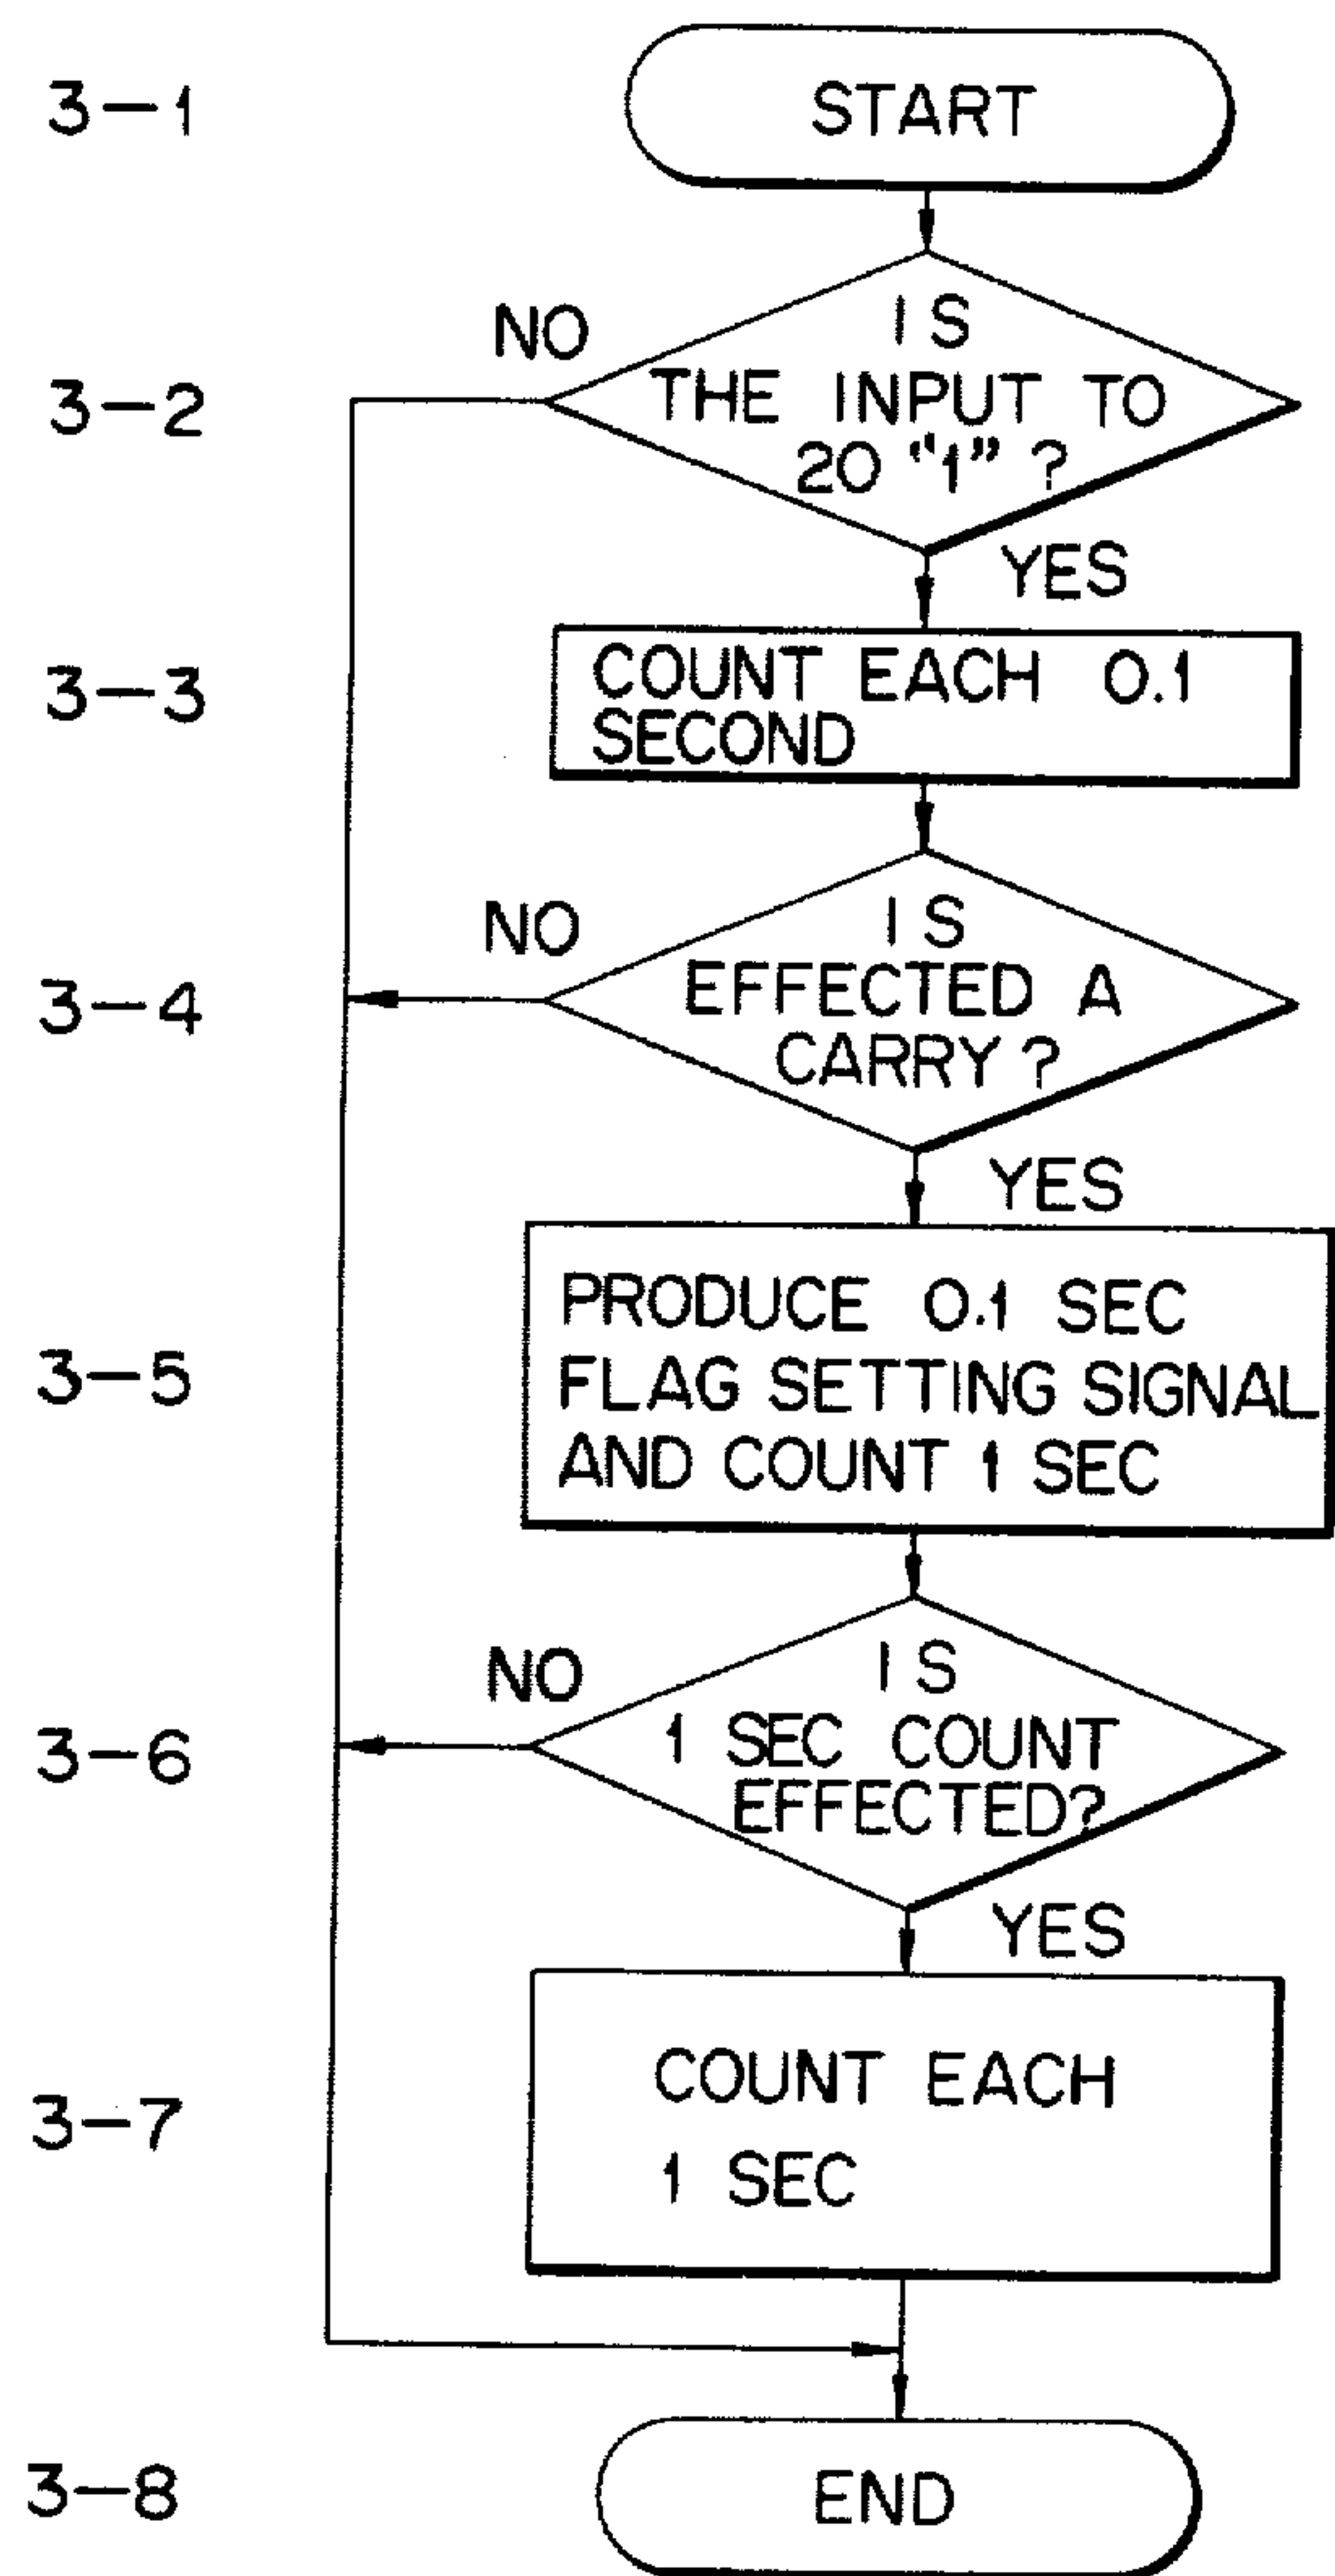 3-1
START
NO
IS
3-2
THE INPUT TO
20 "1" ?
YES
3-3
COUNT EACH 0.1
SECOND
NO
IS
3-4
EFFECTED A
CARRY ?
YES
PRODUCE 0.1 SEC
3-5
FLAG SETTING SIGNAL
AND COUNT 1 SEC
NO
IS
3-6
1 SEC COUNT
EFFECTED?
YES
COUNT EACH
3-7
1 SEC
3-8
END